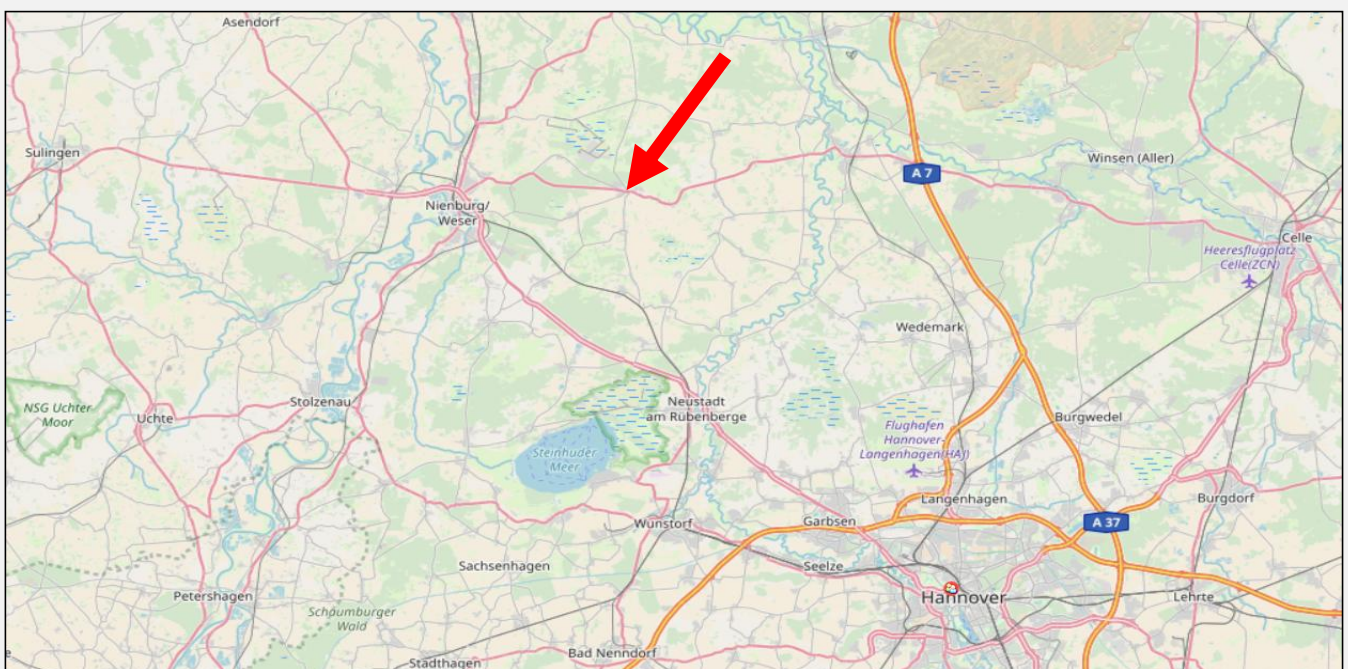 Asendorf
Sulingen
Winsen (Aller)
A 7
Nienburg/
Weser
Celle
Heeresflugplatz
Celle(ZCN)
Wedemark
NSG Uchter
Moor
Uchte
Stolzenau
Neustadt
am Rübenberge
Burgwedel
Flughafen
Hannover-
Langenhagen(HAJ)
Steinhuder
Meer
Langenhagen
Burgdorf
Wunstorf
Garbsen
A 37
Sachsenhagen
Seelze
Petershagen
Hannover
Lehrte
Schaumburger
Wald
Bad Nenndorf
Stadthagen
e